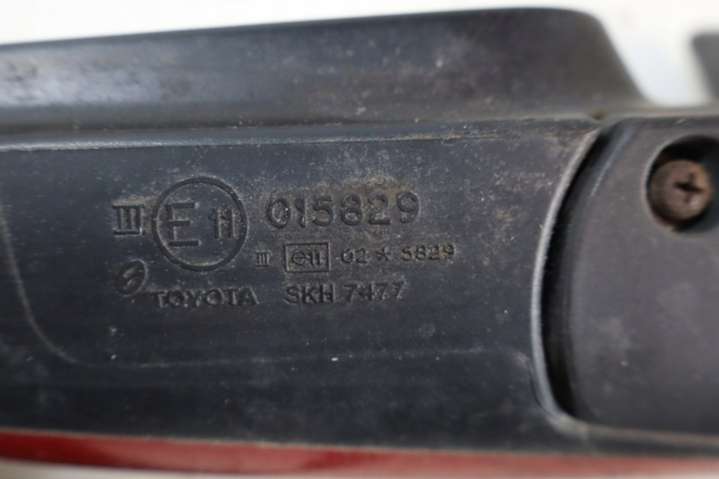 III E 11 015829
III e11 02*5829
TOYOTA SKH 7477